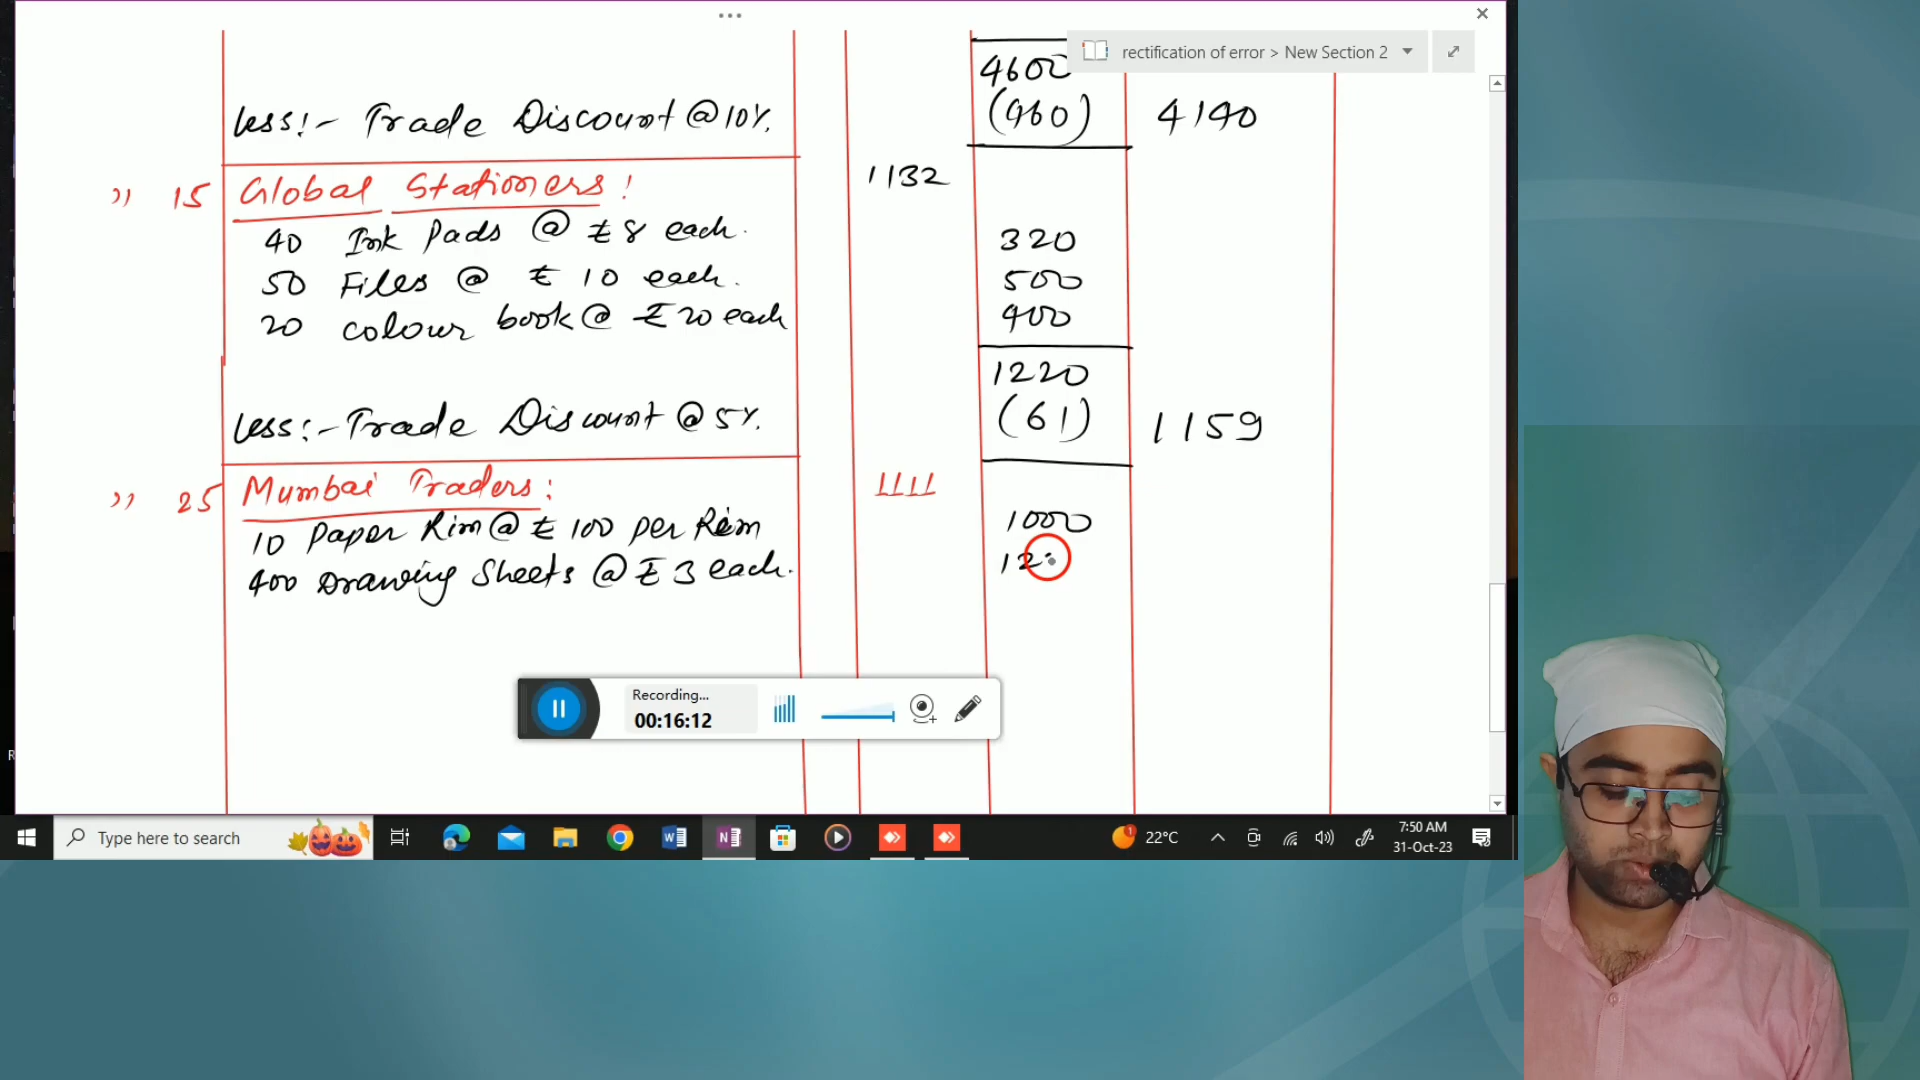 rectification of error > New Section 2
4600
Less:- Trade Discount @ 10%. (460) 4140
" 15 Global Stationers: 1132
40 Ink Pads @ ₹ 8 each. 320
50 Files @ ₹ 10 each. 500
20 colour book @ ₹ 20 each 400
1220
Less:- Trade Discount @ 5%. (61) 1159
" 25 Mumbai Traders: 1111
10 Paper Rim @ ₹ 100 per Rim 1000
400 Drawing Sheets @ ₹ 3 each. 12
Recording...
00:16:12
Type here to search
22°C
7:50 AM
31-Oct-23